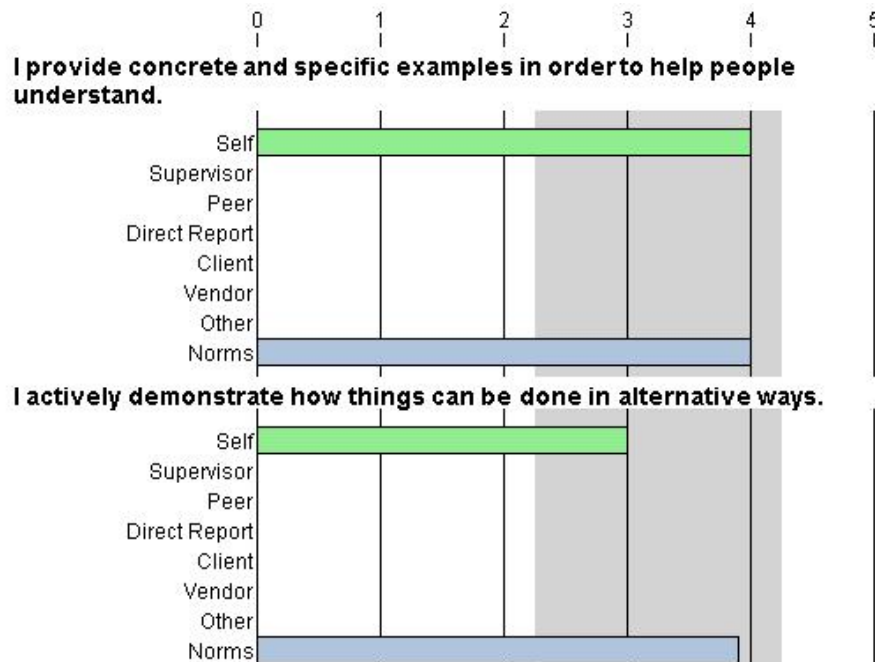 0 1 2 3 4 5
I provide concrete and specific examples in order to help people
understand.
Self
Supervisor
Peer
Direct Report
Client
Vendor
Other
Norms
I actively demonstrate how things can be done in alternative ways.
Self
Supervisor
Peer
Direct Report
Client
Vendor
Other
Norms